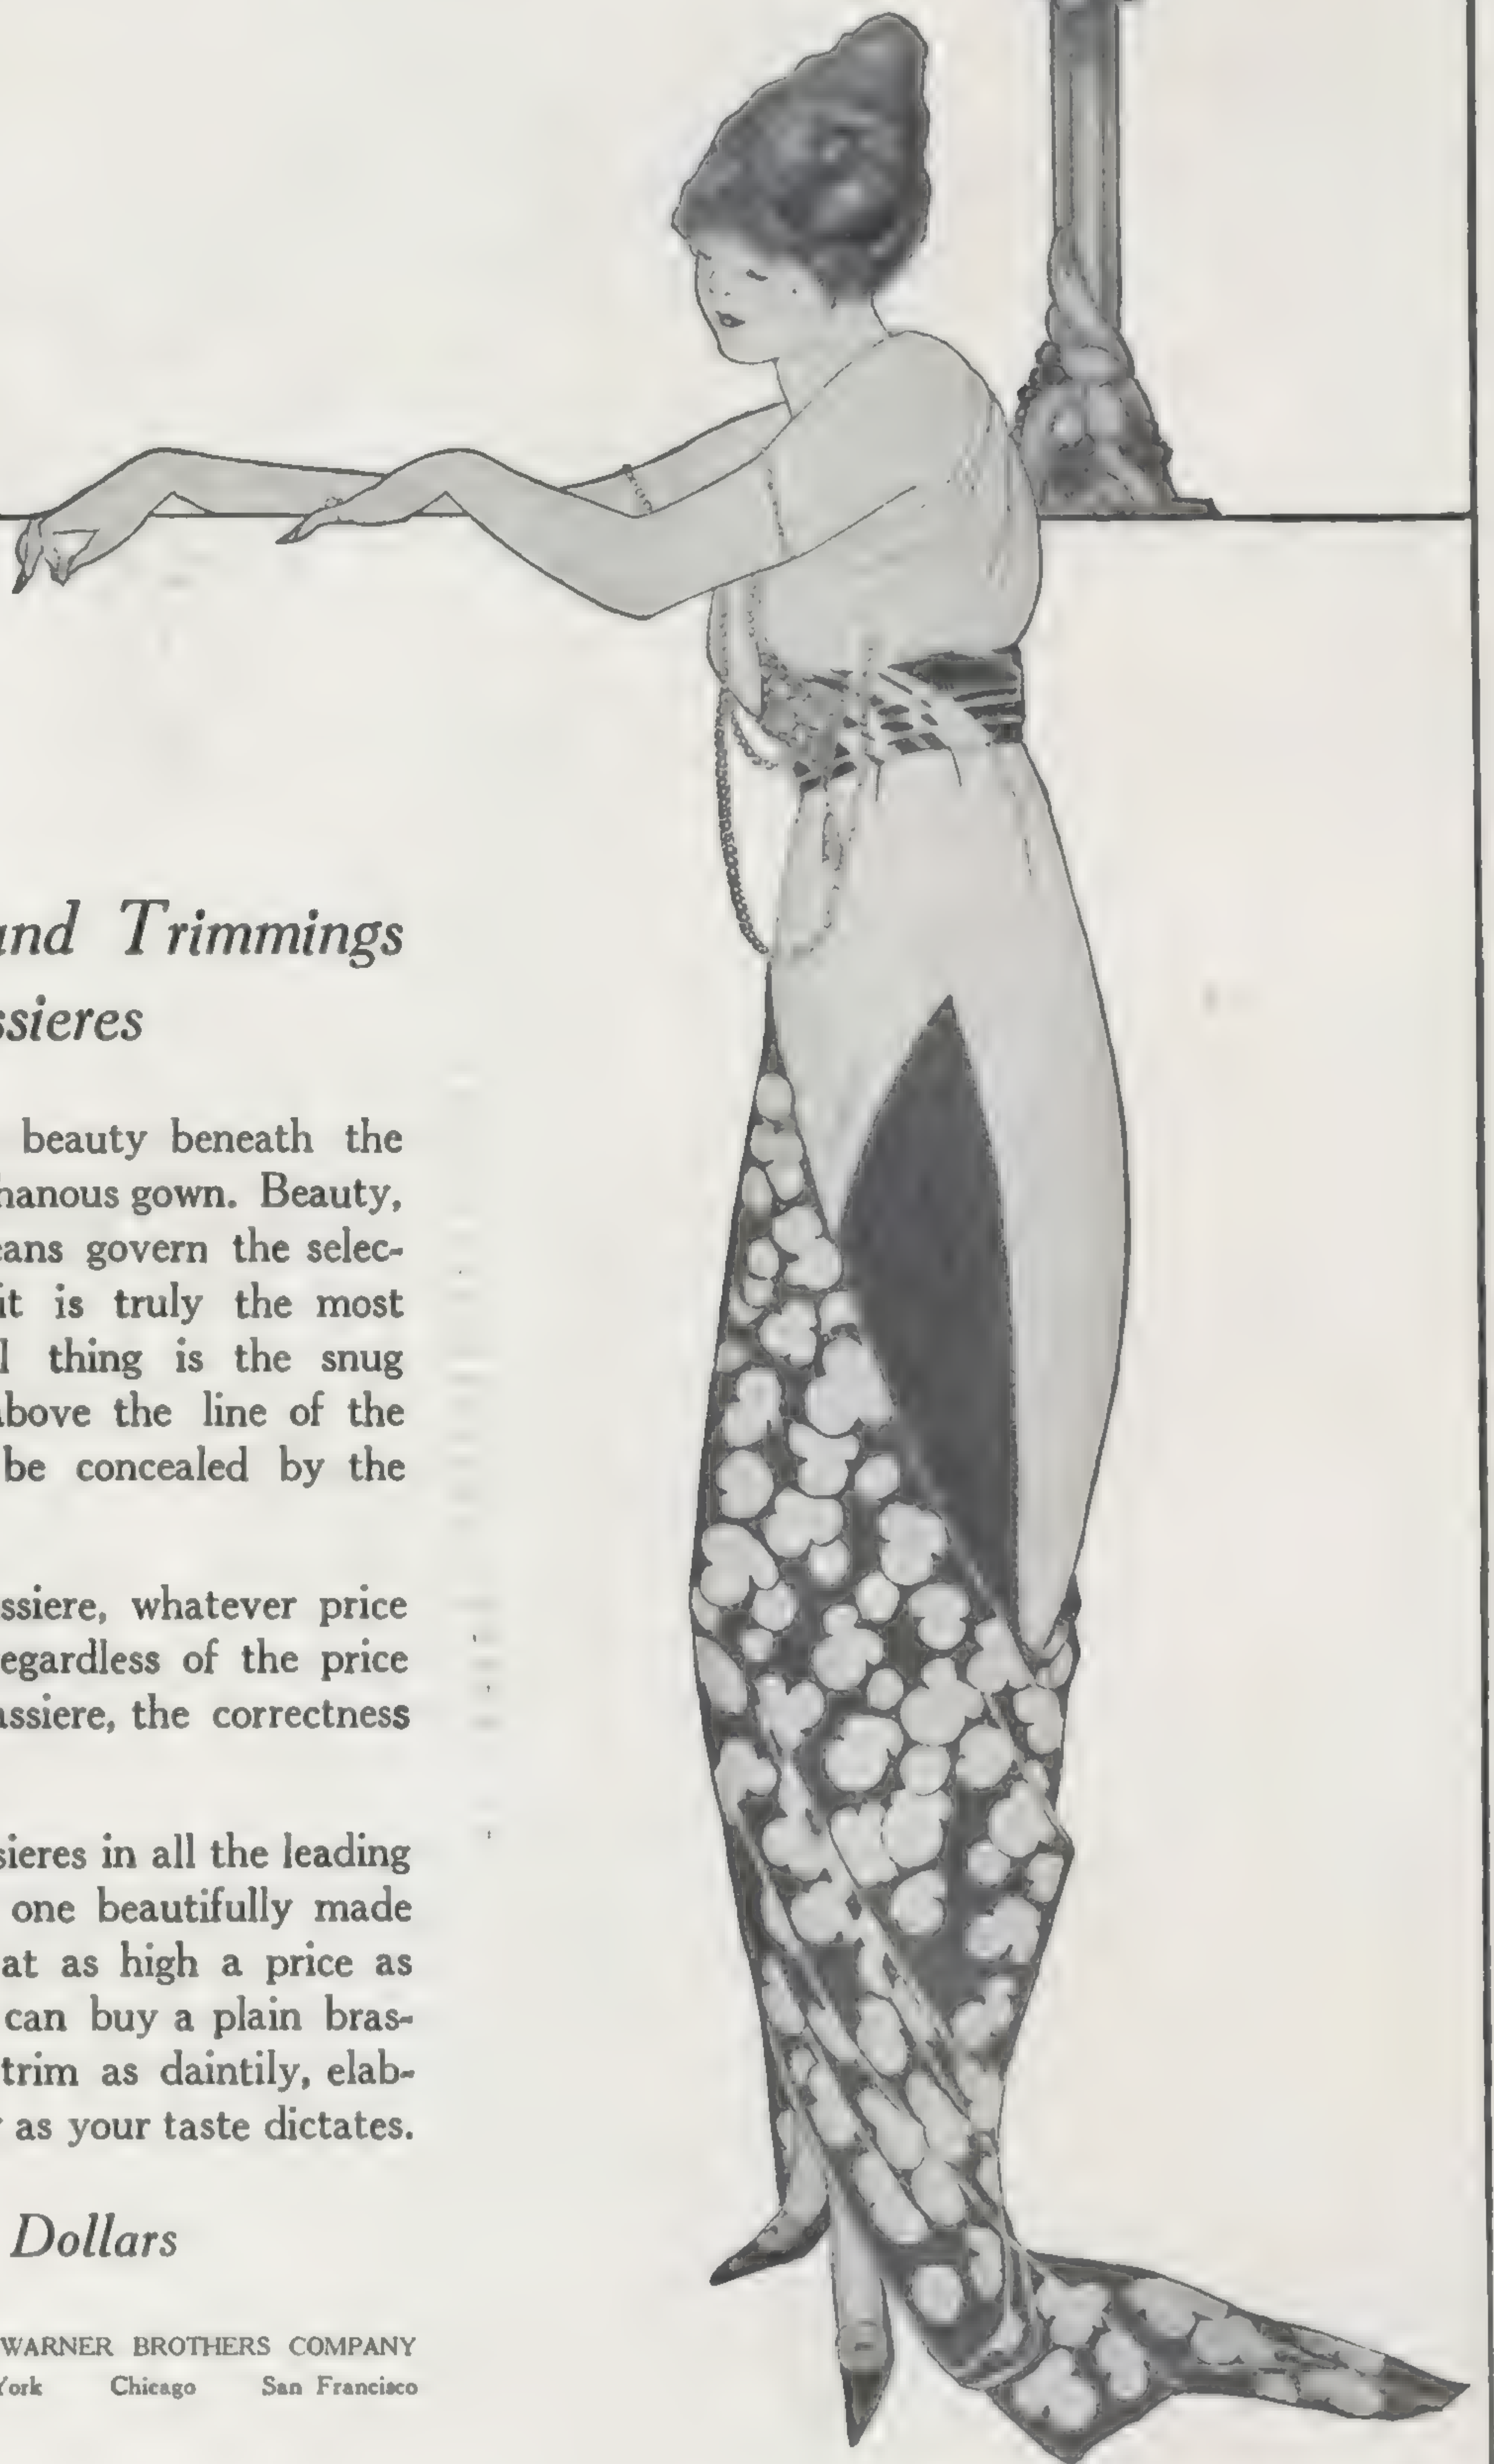 and Trimmings
ssieres
beauty beneath the
hanous gown. Beauty,
eans govern the selec-
it is truly the most
l thing is the snug
above the line of the
be concealed by the
ssiere, whatever price
egardless of the price
assiere, the correctness
sieres in all the leading
one beautifully made
at as high a price as
can buy a plain bras-
trim as daintily, elab-
as your taste dictates.
Dollars
WARNER BROTHERS COMPANY
York Chicago San Francisco